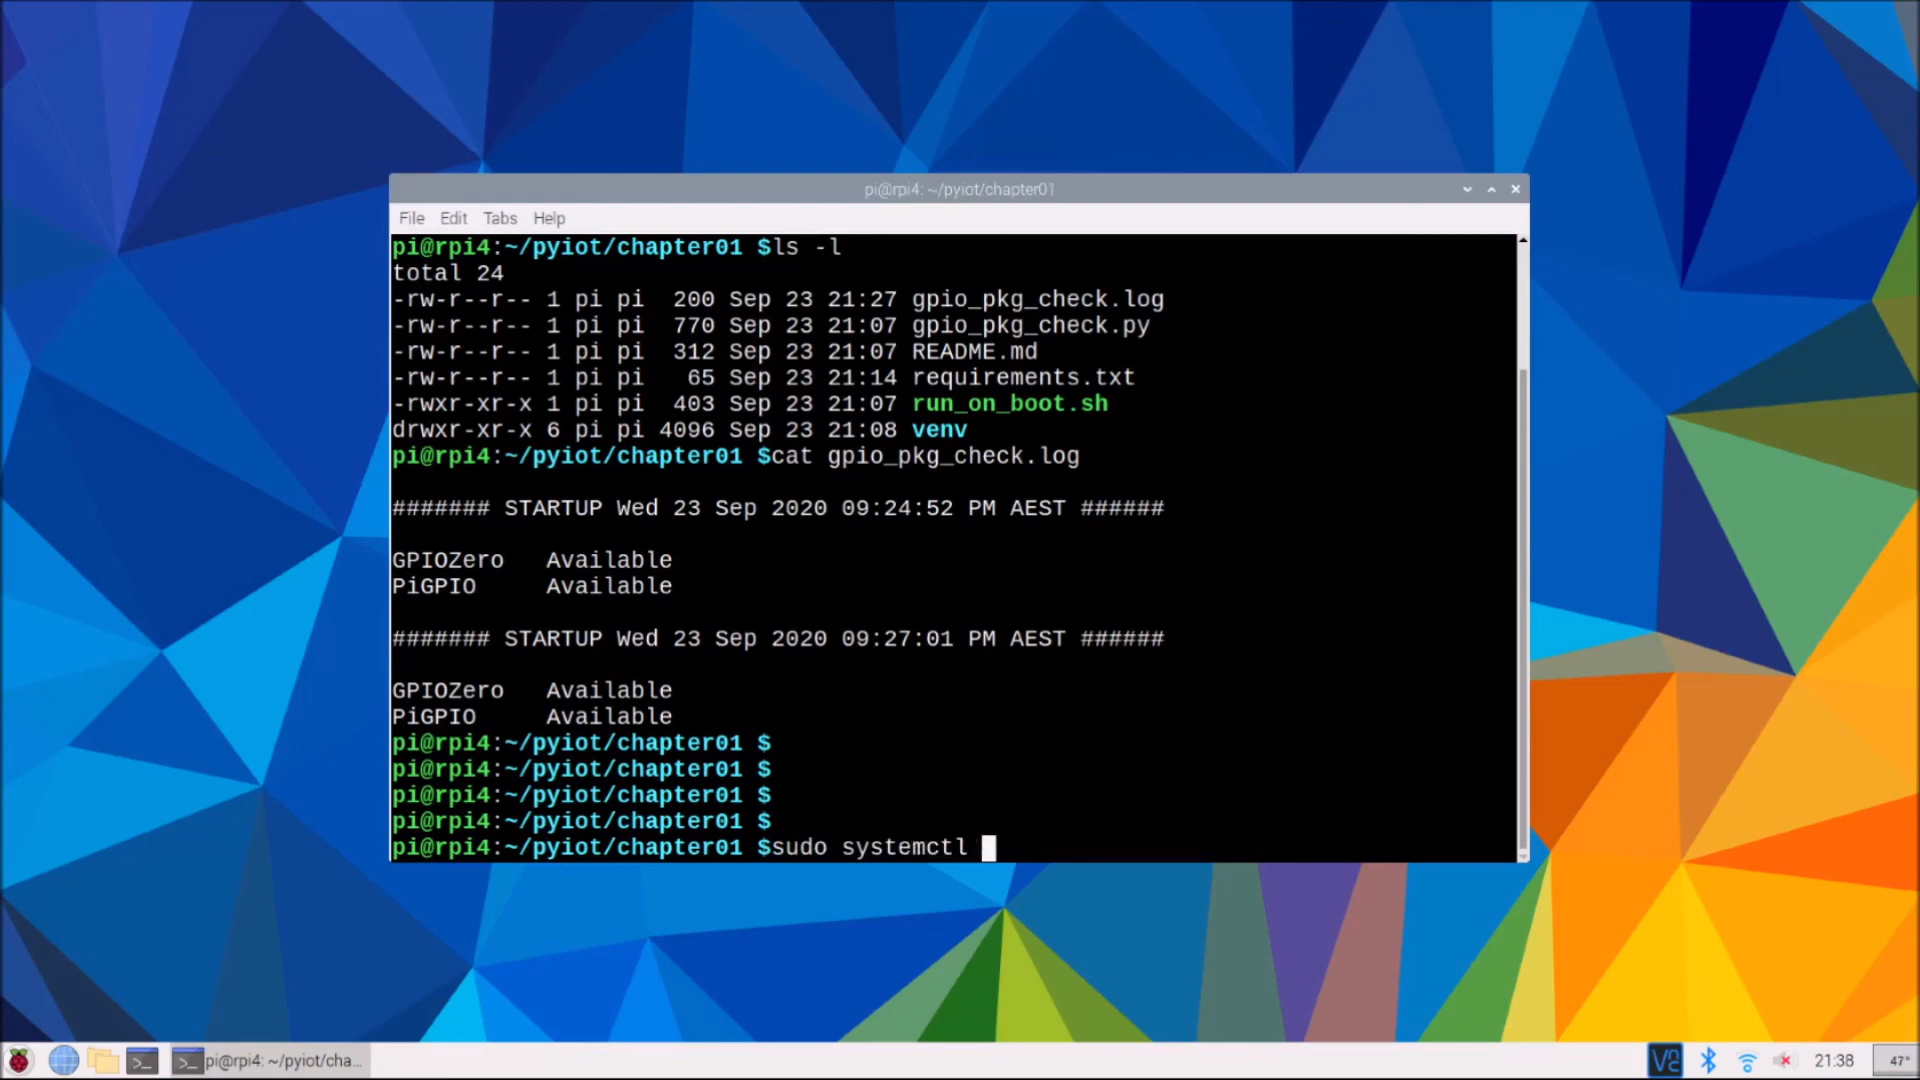 pi@rpi4: ~/pyiot/chapter01
File Edit Tabs Help
pi@rpi4:~/pyiot/chapter01 $ls -l
total 24
-rw-r--r-- 1 pi pi  200 Sep 23 21:27 gpio_pkg_check.log
-rw-r--r-- 1 pi pi  770 Sep 23 21:07 gpio_pkg_check.py
-rw-r--r-- 1 pi pi  312 Sep 23 21:07 README.md
-rw-r--r-- 1 pi pi   65 Sep 23 21:14 requirements.txt
-rwxr-xr-x 1 pi pi  403 Sep 23 21:07 run_on_boot.sh
drwxr-xr-x 6 pi pi 4096 Sep 23 21:08 venv
pi@rpi4:~/pyiot/chapter01 $cat gpio_pkg_check.log
####### STARTUP Wed 23 Sep 2020 09:24:52 PM AEST ######
GPIOZero   Available
PiGPIO     Available
####### STARTUP Wed 23 Sep 2020 09:27:01 PM AEST ######
GPIOZero   Available
PiGPIO     Available
pi@rpi4:~/pyiot/chapter01 $
pi@rpi4:~/pyiot/chapter01 $
pi@rpi4:~/pyiot/chapter01 $
pi@rpi4:~/pyiot/chapter01 $
pi@rpi4:~/pyiot/chapter01 $sudo systemctl
pi@rpi4: ~/pyiot/cha... VNC 21:38 47°